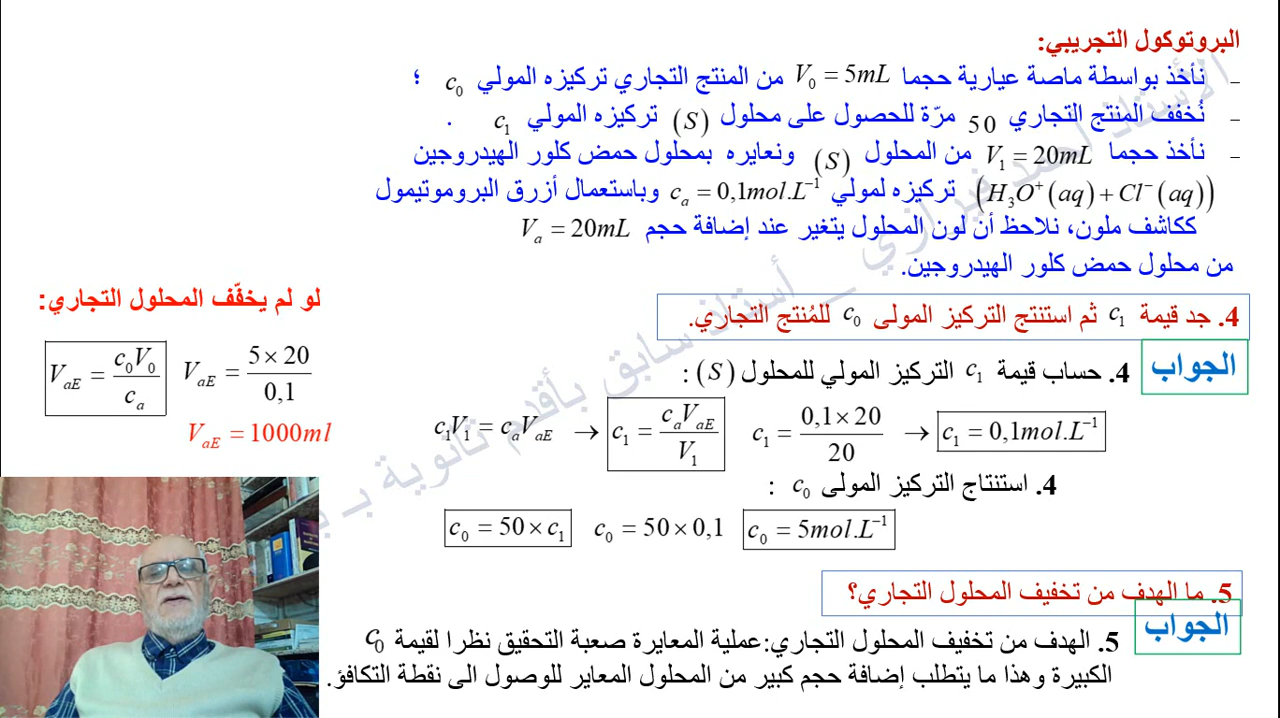 البروتوكول التجريبي:
– نأخذ بواسطة ماصة عيارية حجما V₀ = 5mL من المنتج التجاري تركيزه المولي c₀ ؛
– نُخفف المنتج التجاري 50 مرّة للحصول على محلول (S) تركيزه المولي c₁ .
– نأخذ حجما V₁ = 20mL من المحلول (S) ونعايره بمحلول حمض كلور الهيدروجين
(H₃O⁺(aq) + Cl⁻(aq)) تركيزه لمولي cₐ = 0,1mol.L⁻¹ وباستعمال أزرق البروموتيمول
ككاشف ملون، نلاحظ أن لون المحلول يتغير عند إضافة حجم Vₐ = 20mL
من محلول حمض كلور الهيدروجين.
4. جد قيمة c₁ ثم استنتج التركيز المولى c₀ للمُنتج التجاري.
الجواب
4. حساب قيمة c₁ التركيز المولي للمحلول (S) :
c₁V₁ = cₐVₐE → c₁ = cₐVₐE / V₁ c₁ = 0,1×20 / 20 → c₁ = 0,1mol.L⁻¹
4. استنتاج التركيز المولى c₀ :
c₀ = 50 × c₁ c₀ = 50 × 0,1 c₀ = 5mol.L⁻¹
لو لم يخفّف المحلول التجاري:
VₐE = c₀V₀ / cₐ VₐE = 5×20 / 0,1
VₐE = 1000ml
5. ما الهدف من تخفيف المحلول التجاري؟
الجواب
5. الهدف من تخفيف المحلول التجاري:عملية المعايرة صعبة التحقيق نظرا لقيمة c₀
الكبيرة وهذا ما يتطلب إضافة حجم كبير من المحلول المعاير للوصول الى نقطة التكافؤ.
الأستاذ احمد فيزازي _ أستاذ سابق بأقدم ثانوية بـ